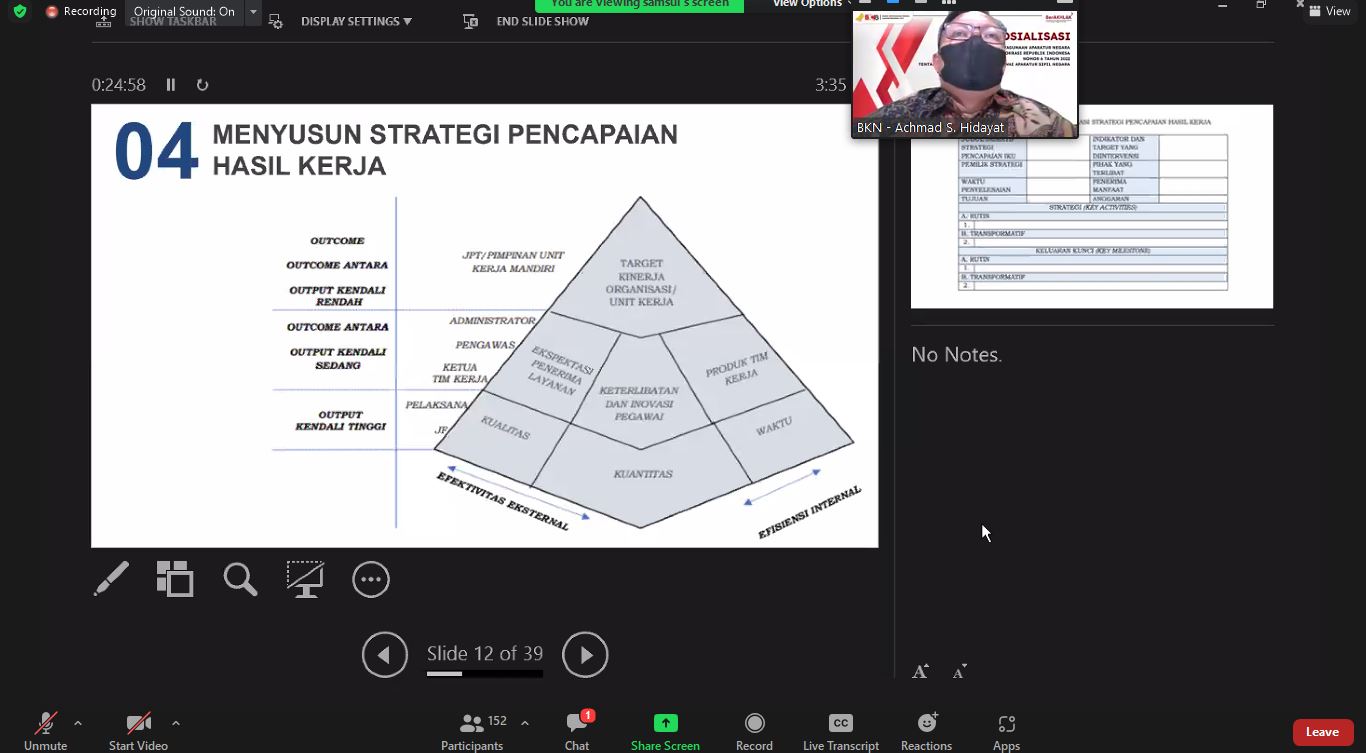 You are viewing samsul's screen
View Options
Recording
Original Sound: On
View
SHOW TASKBAR
DISPLAY SETTINGS
END SLIDE SHOW
0:24:58
3:35
SOSIALISASI
NOMOR 6 TAHUN 2022
BKN - Achmad S. Hidayat
04 MENYUSUN STRATEGI PENCAPAIAN
HASIL KERJA
OUTCOME
OUTCOME ANTARA
OUTPUT KENDALI
RENDAH
JPT/PIMPINAN UNIT
KERJA MANDIRI
TARGET
KINERJA
ORGANISASI/
UNIT KERJA
OUTCOME ANTARA
OUTPUT KENDALI
SEDANG
ADMINISTRATOR
PENGAWAS
KETUA
TIM KERJA
EKSPEKTASI
PENERIMA
LAYANAN
KETERLIBATAN
DAN INOVASI
PEGAWAI
PRODUK TIM
KERJA
OUTPUT
KENDALI TINGGI
PELAKSANA
JF
KUALITAS
KUANTITAS
WAKTU
EFEKTIVITAS EKSTERNAL
EFISIENSI INTERNAL
STRATEGI PENCAPAIAN HASIL KERJA
STRATEGI
PENCAPAIAN IKU
INDIKATOR DAN
TARGET YANG
DIINTERVENSI
PEMILIK STRATEGI
PIHAK YANG
TERLIBAT
WAKTU
PENYELESAIAN
PENERIMA
MANFAAT
TUJUAN
ANGGARAN
STRATEGI (KEY ACTIVITIES)
A. RUTIN
1.
B. TRANSFORMATIF
2.
KELUARAN KUNCI (KEY MILESTONE)
A. RUTIN
1.
B. TRANSFORMATIF
2.
No Notes.
Slide 12 of 39
A A
Unmute
Start Video
152
Participants
1
Chat
Share Screen
Record
CC
Live Transcript
Reactions
Apps
Leave